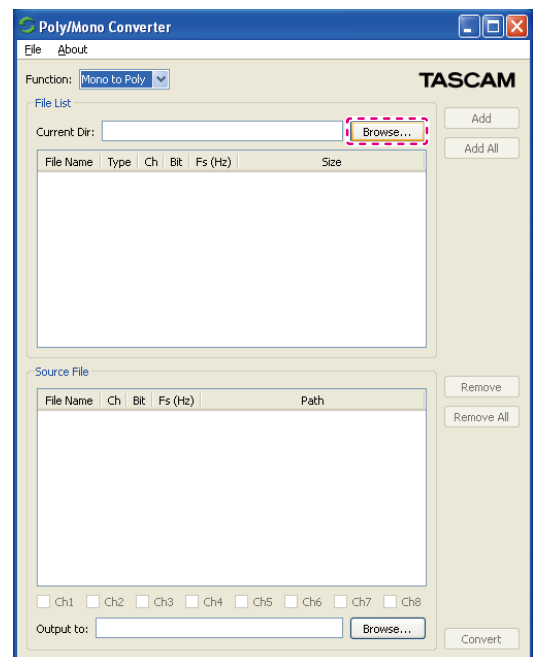 Poly/Mono Converter
File About
Function: Mono to Poly
TASCAM
File List
Current Dir: Browse...
Add
Add All
File Name Type Ch Bit Fs (Hz) Size
Source File
Remove
Remove All
File Name Ch Bit Fs (Hz) Path
Ch1 Ch2 Ch3 Ch4 Ch5 Ch6 Ch7 Ch8
Output to: Browse...
Convert